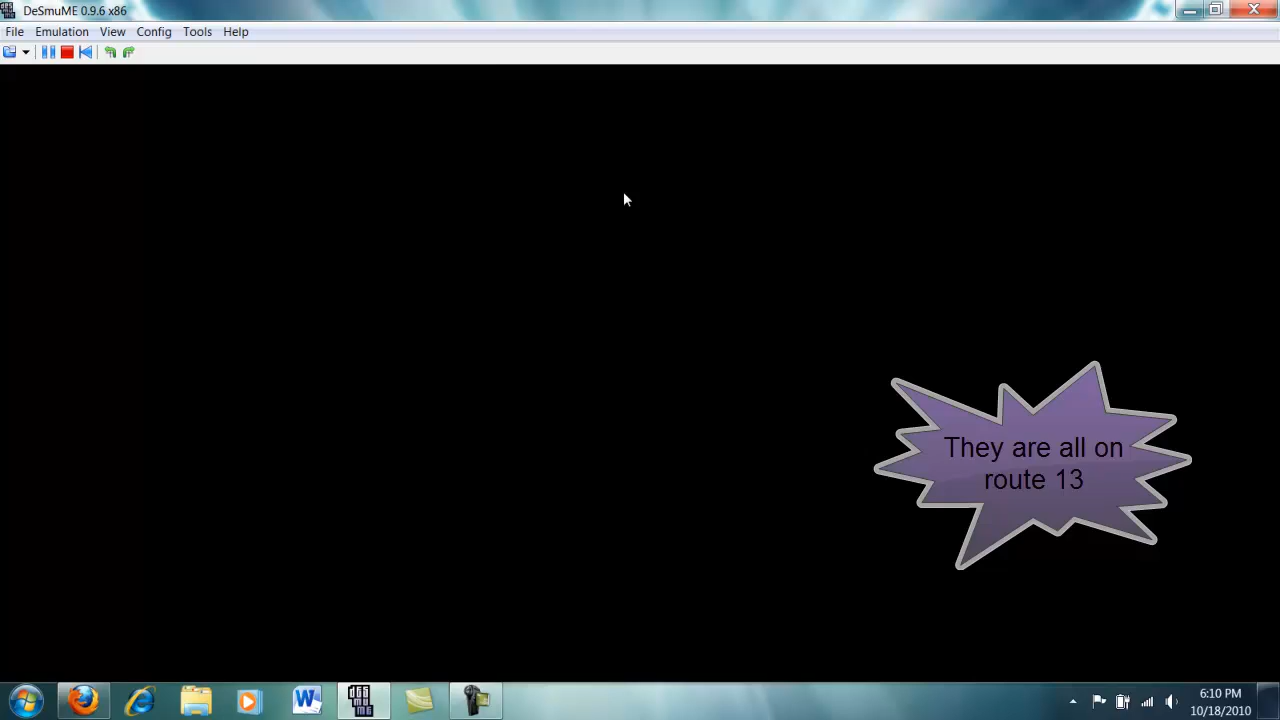 DeSmuME 0.9.6 x86
File Emulation View Config Tools Help
They are all on
route 13
6:10 PM
10/18/2010